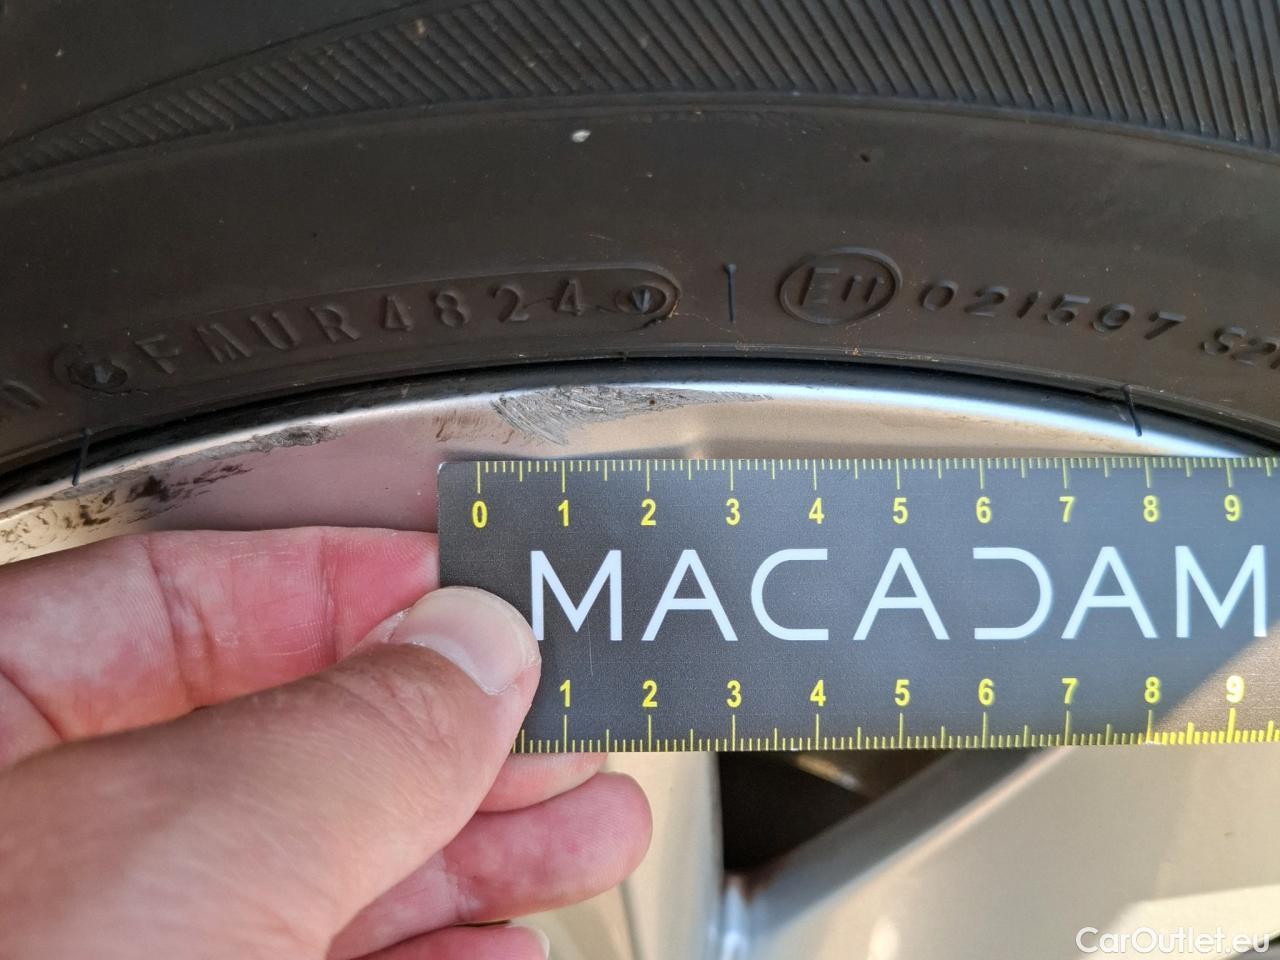 FMUR4824
E11 021597 S2
0 1 2 3 4 5 6 7 8 9
MACADAM
1 2 3 4 5 6 7 8 9
CarOutlet.eu